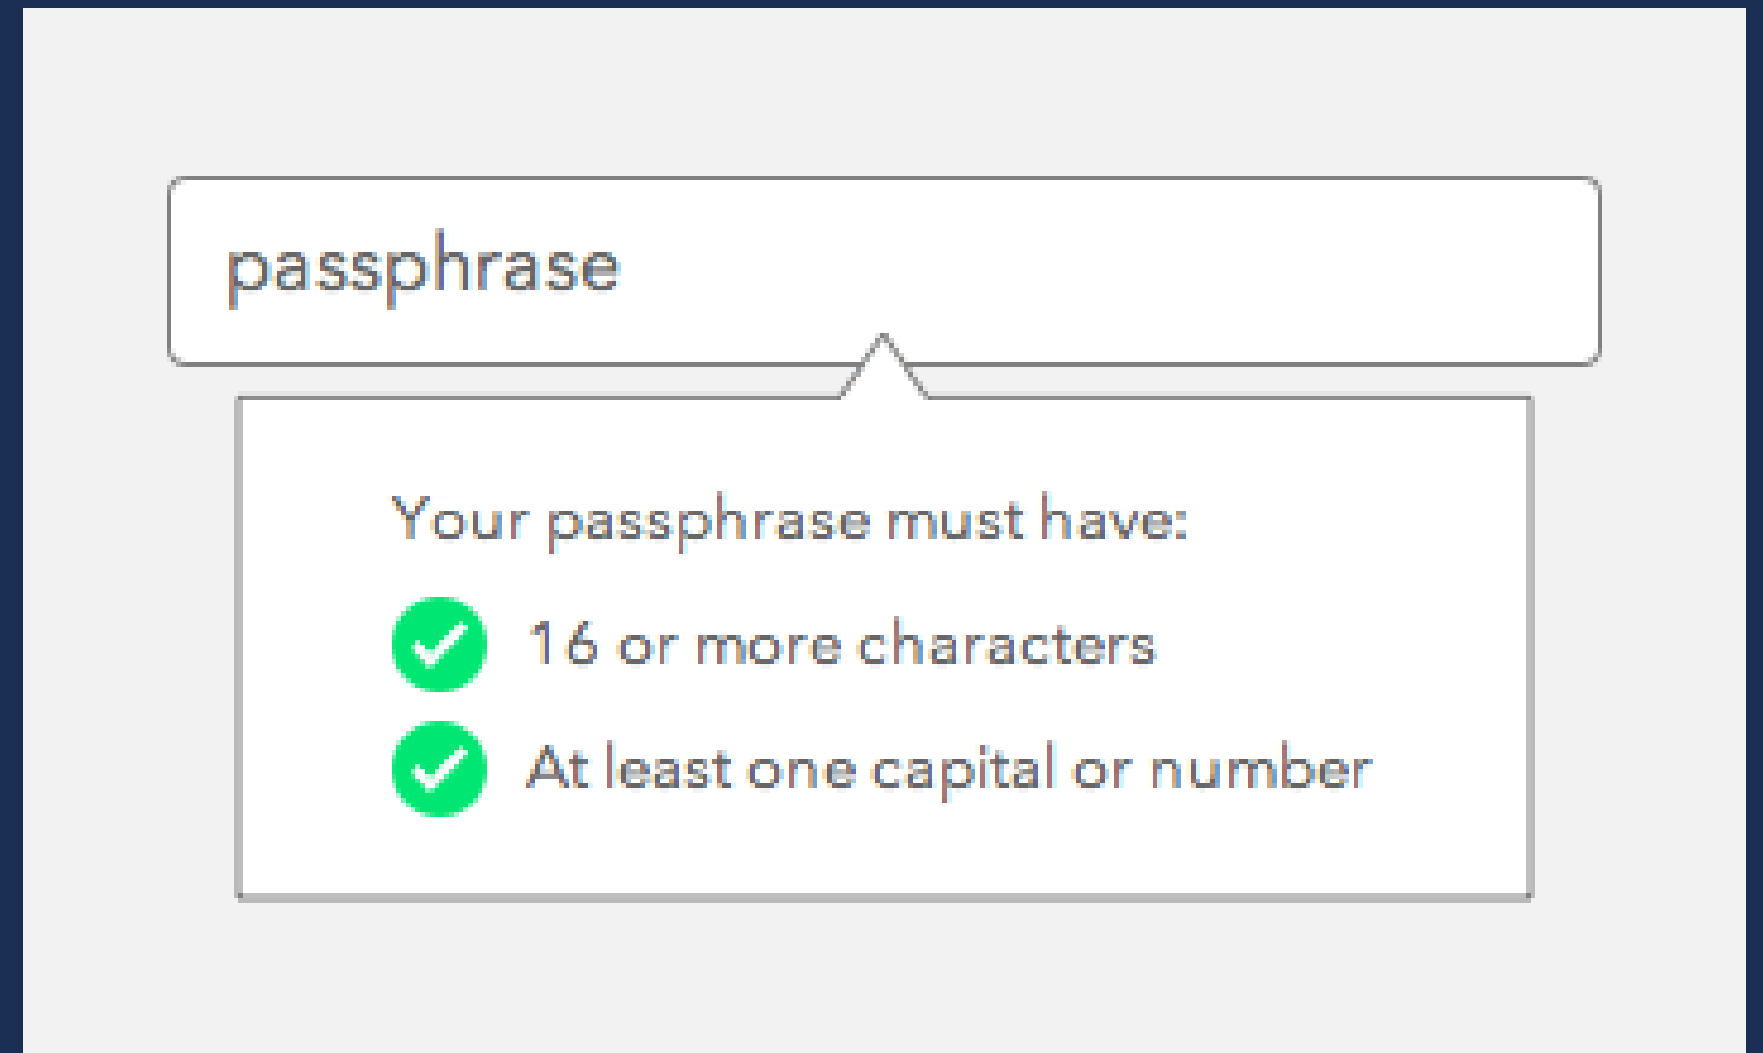 passphrase
Your passphrase must have:
16 or more characters
At least one capital or number